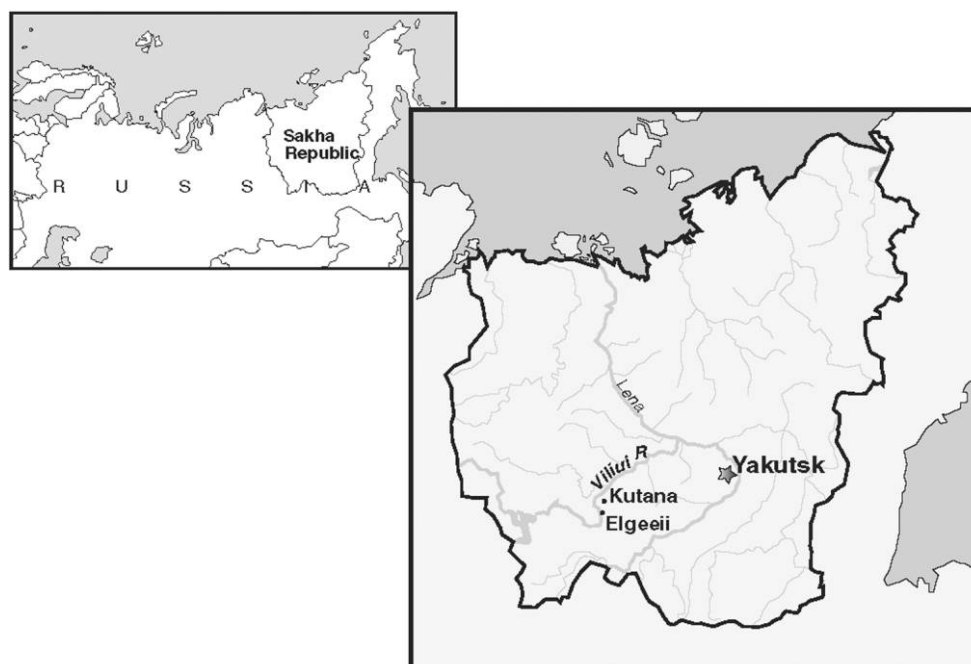 Sakha
Republic
R U S S I A
Lena
Viliui R
Yakutsk
Kutana
Elgeeii